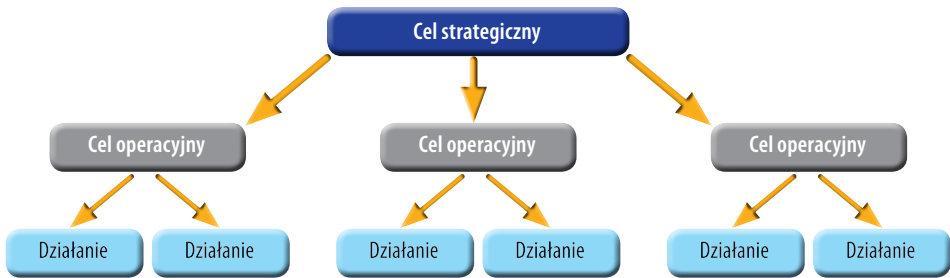 Cel strategiczny
Cel operacyjny
Cel operacyjny
Cel operacyjny
Działanie
Działanie
Działanie
Działanie
Działanie
Działanie